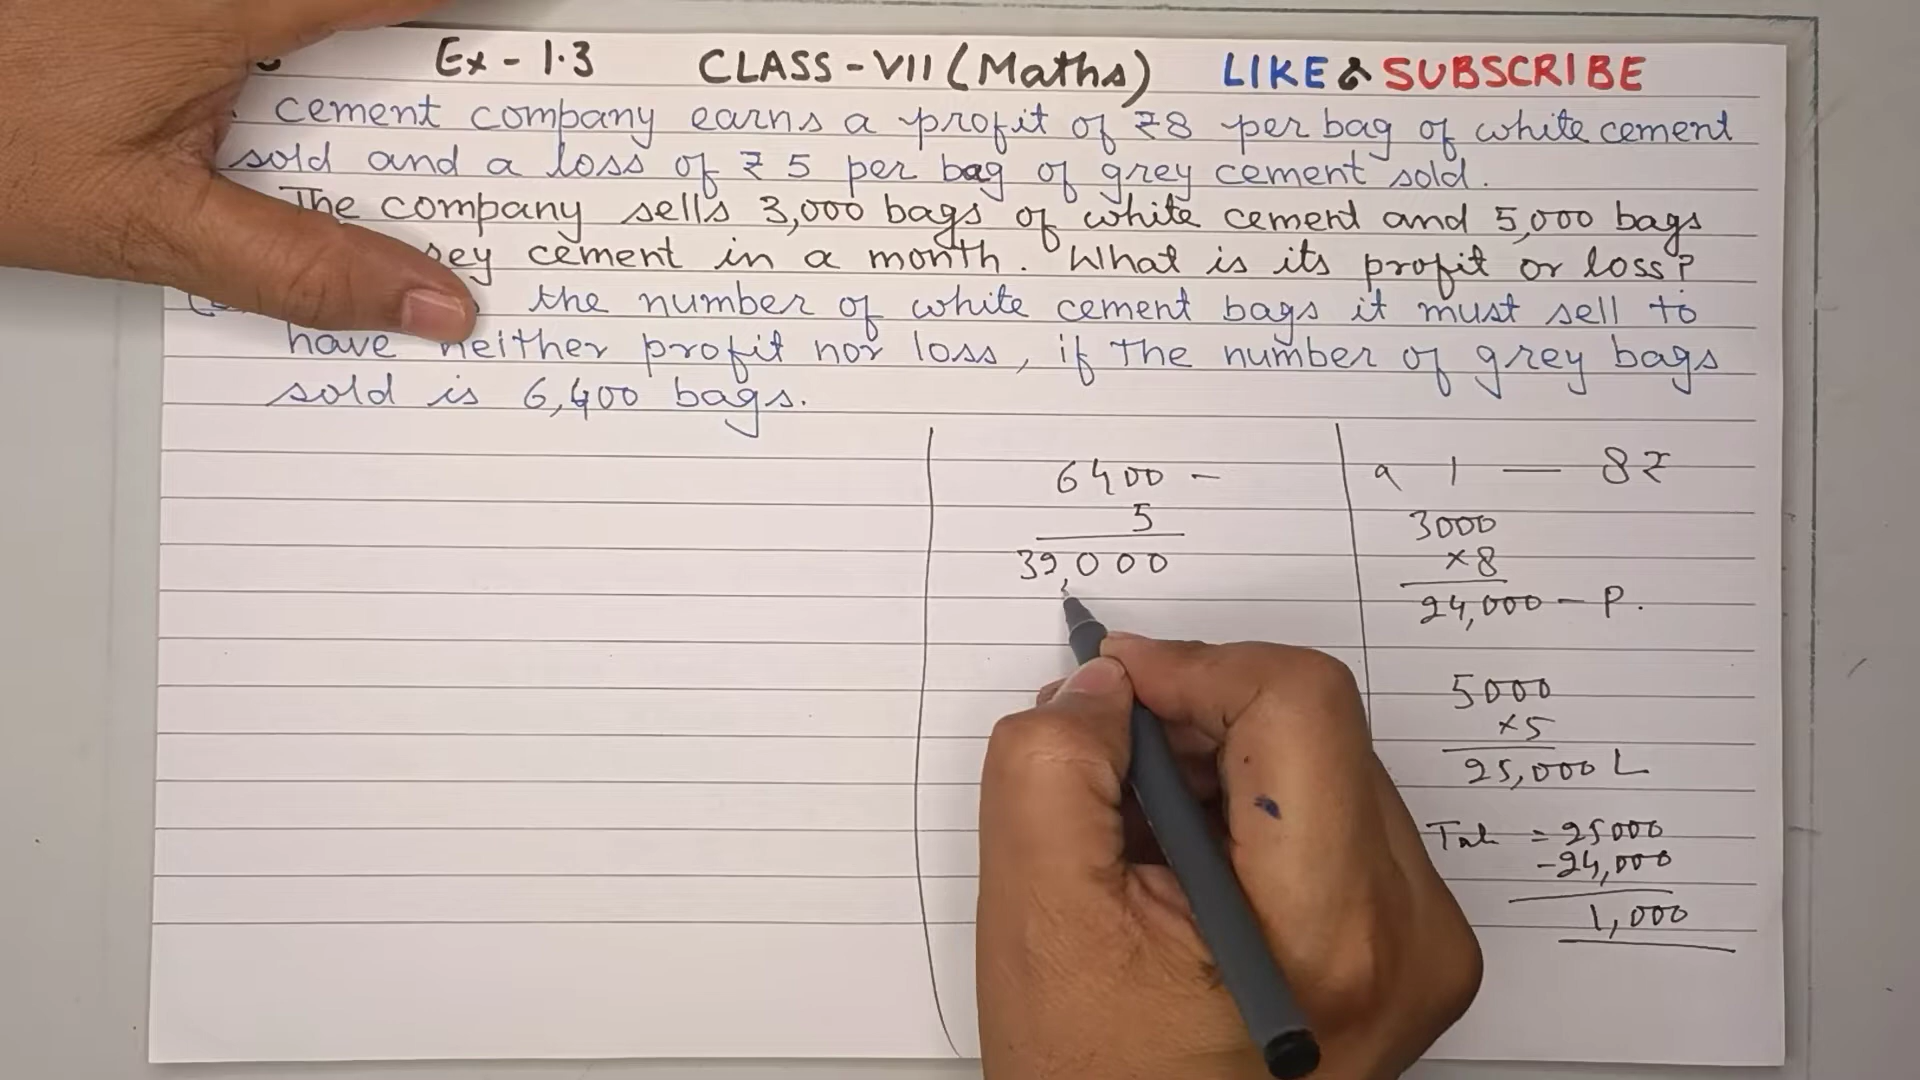 Ex - 1.3 CLASS - VII (Maths) LIKE & SUBSCRIBE
cement company earns a profit of ₹8 per bag of white cement
sold and a loss of ₹5 per bag of grey cement sold.
The company sells 3,000 bags of white cement and 5,000 bags
cement in a month. What is its profit or loss?
the number of white cement bags it must sell to
have neither profit nor loss, if the number of grey bags
sold is 6,400 bags.
6400 -
5
32,000
a 1 — 8₹
3000
×8
24,000 - P.
5000
×5
25,000 L
= 25000
-24,000
1,000